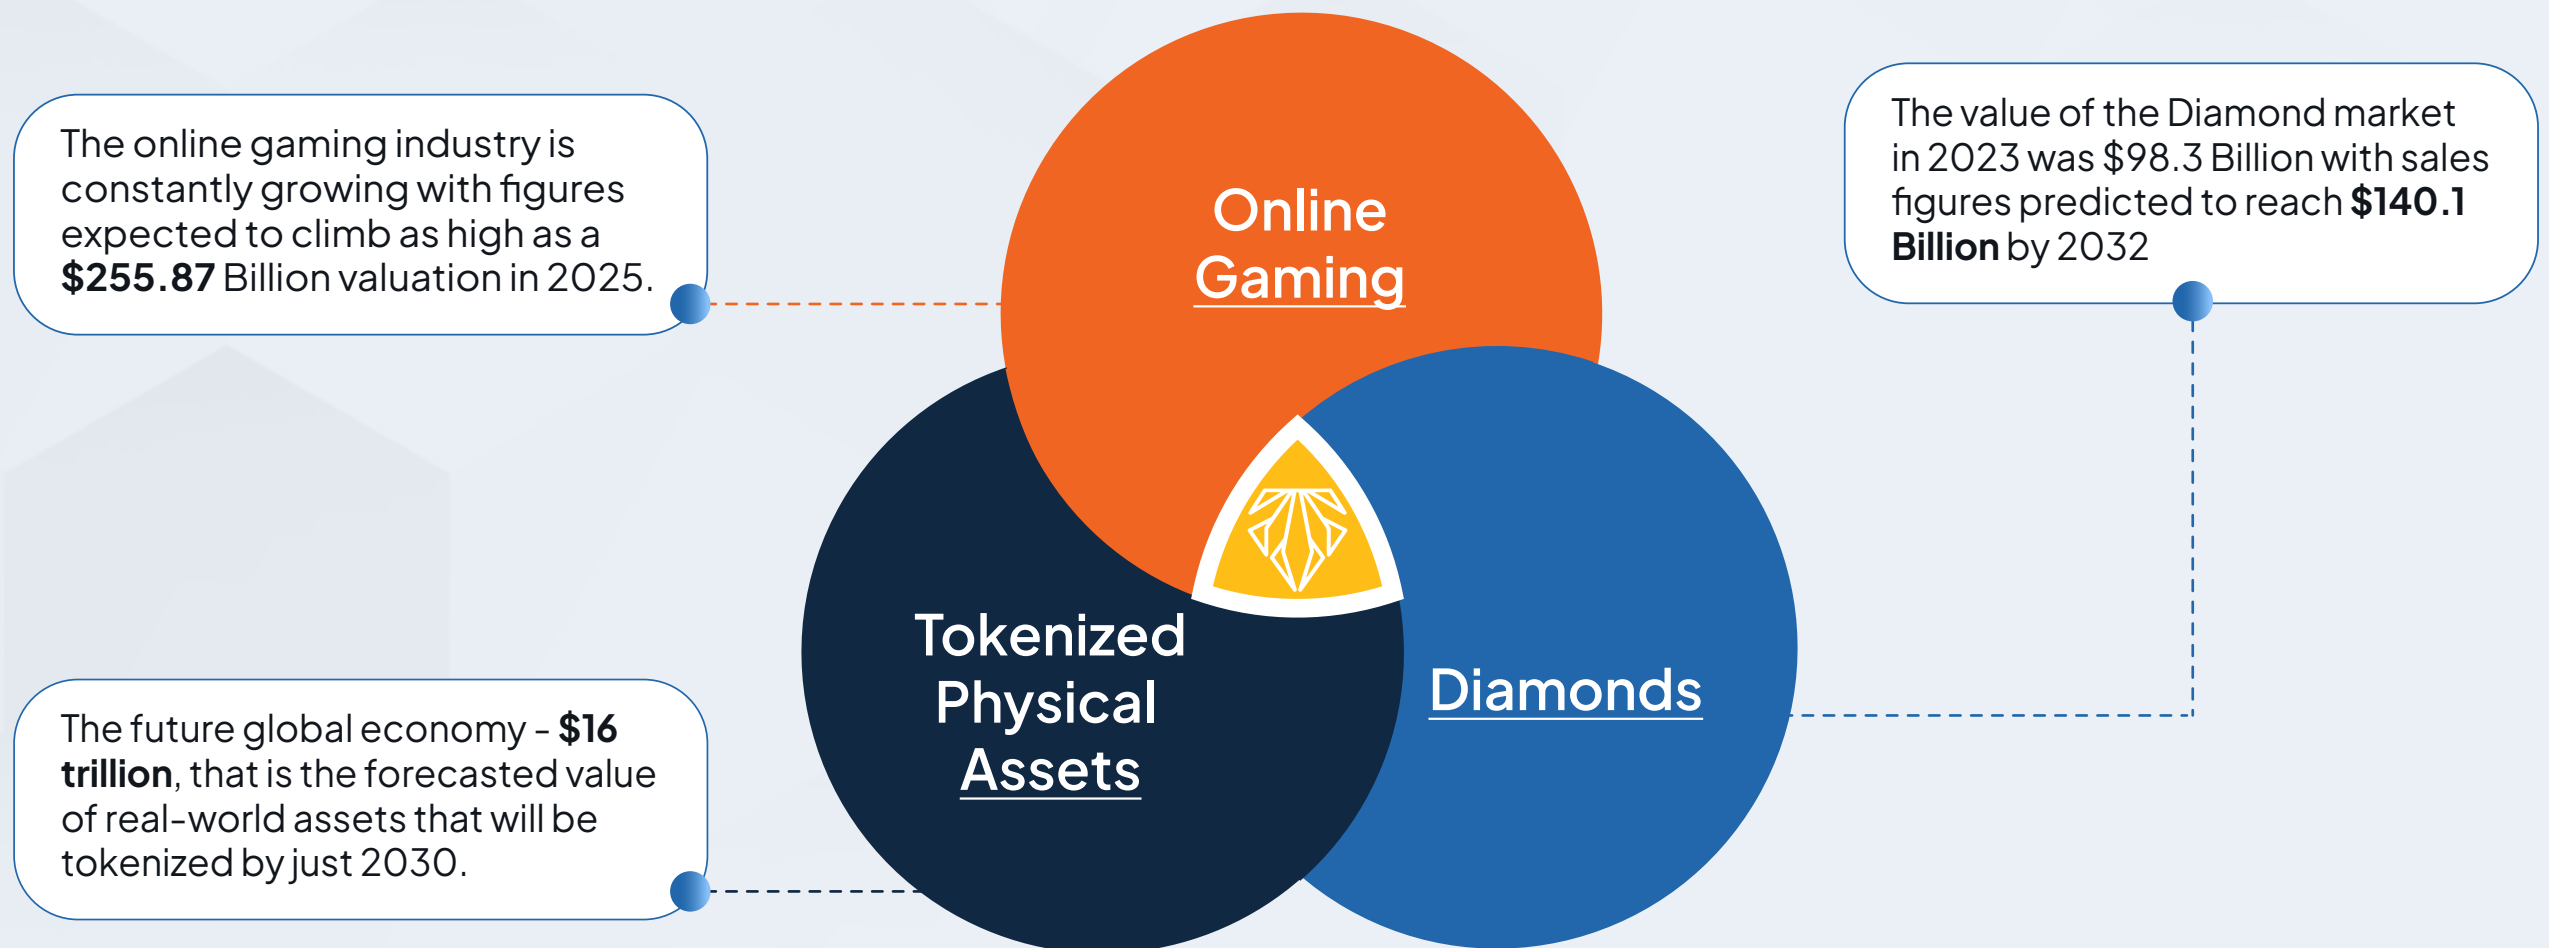 The online gaming industry is
constantly growing with figures
expected to climb as high as a
$255.87 Billion valuation in 2025.
Online
Gaming
The value of the Diamond market
in 2023 was $98.3 Billion with sales
figures predicted to reach $140.1
Billion by 2032
The future global economy - $16
trillion, that is the forecasted value
of real-world assets that will be
tokenized by just 2030.
Tokenized
Physical
Assets
Diamonds